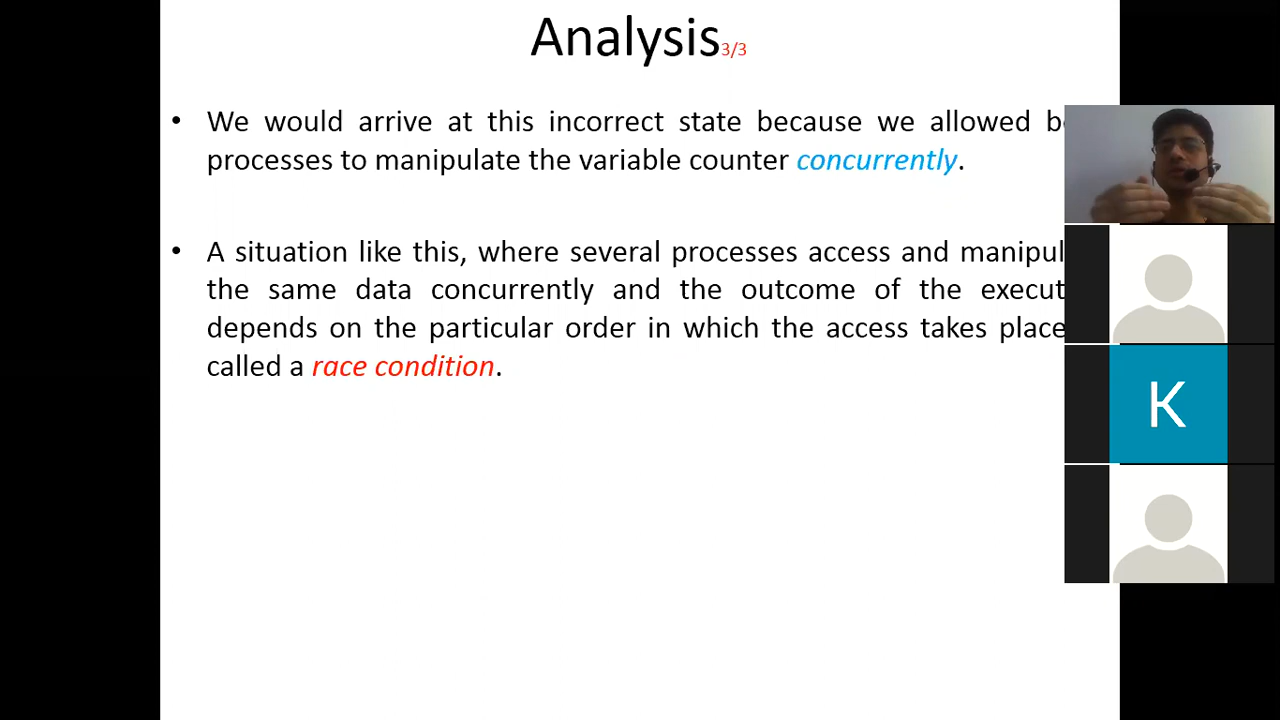 Analysis3/3
• We would arrive at this incorrect state because we allowed
processes to manipulate the variable counter concurrently.
• A situation like this, where several processes access and
the same data concurrently and the outcome of the
depends on the particular order in which the access takes place
called a race condition.
K